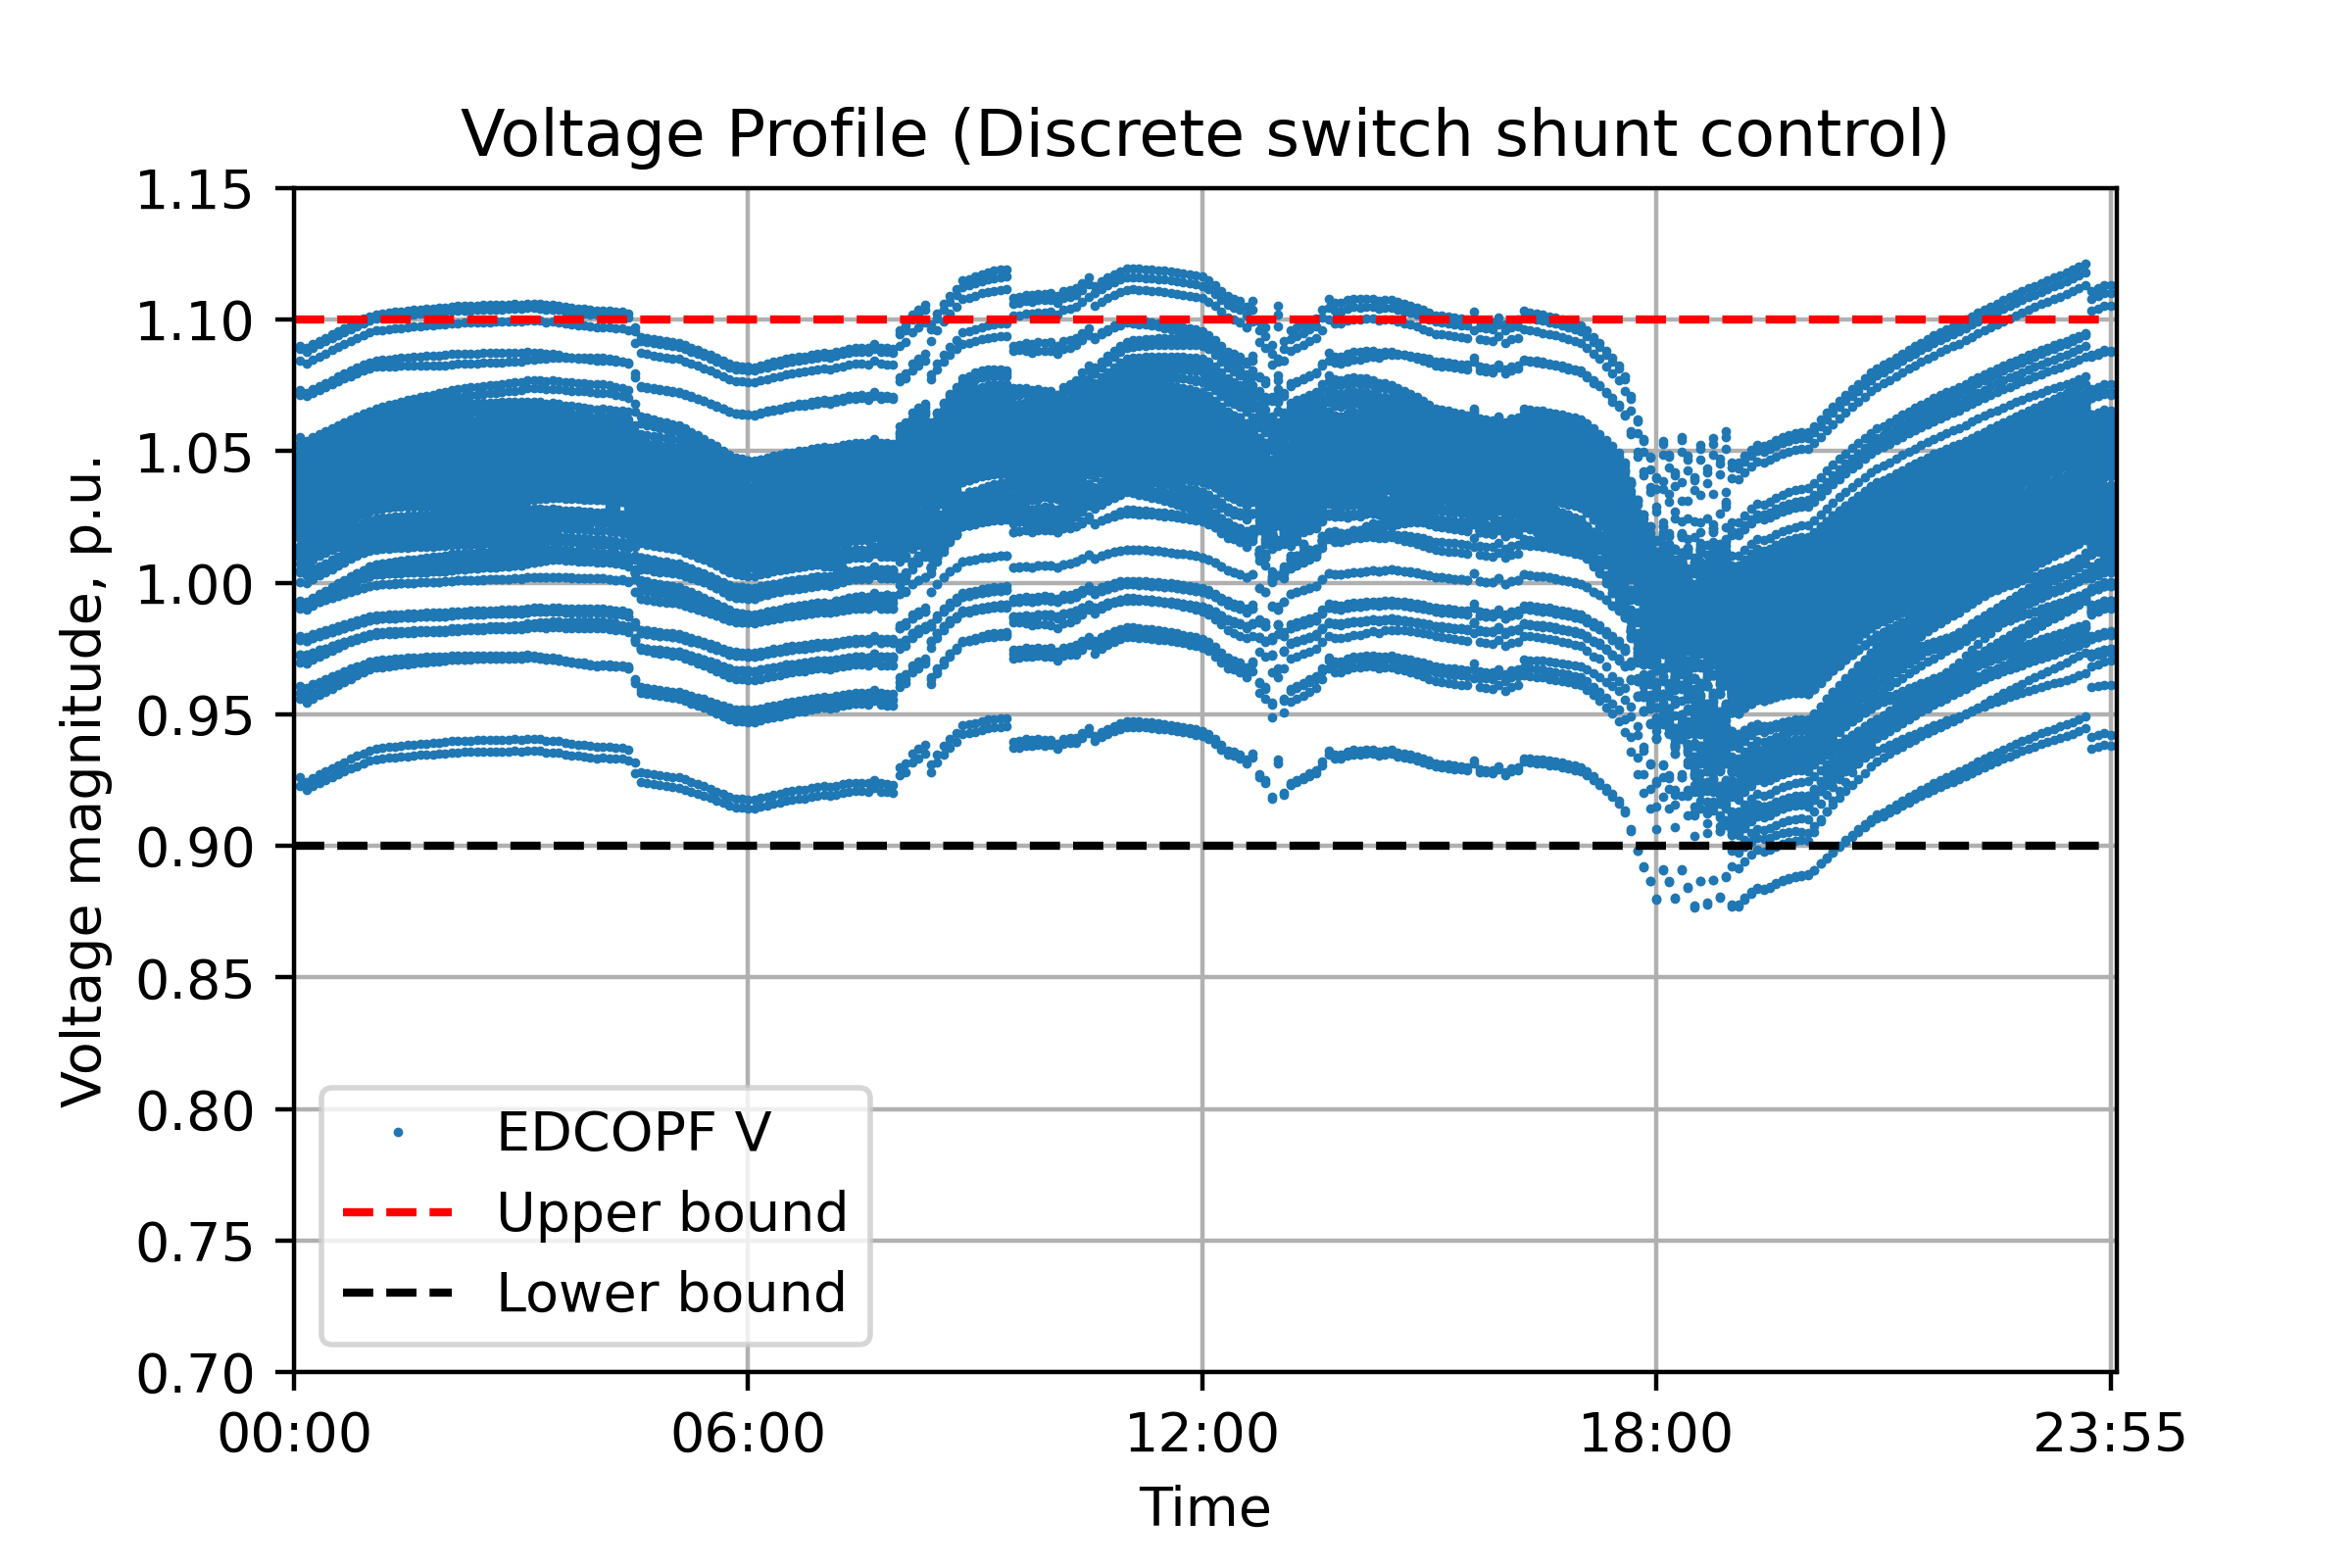 Voltage Profile (Discrete switch shunt control)
Voltage magnitude, p.u.
1.15
1.10
1.05
1.00
0.95
0.90
0.85
0.80
0.75
0.70
EDCOPF V
Upper bound
Lower bound
00:00 06:00 12:00 18:00 23:55
Time